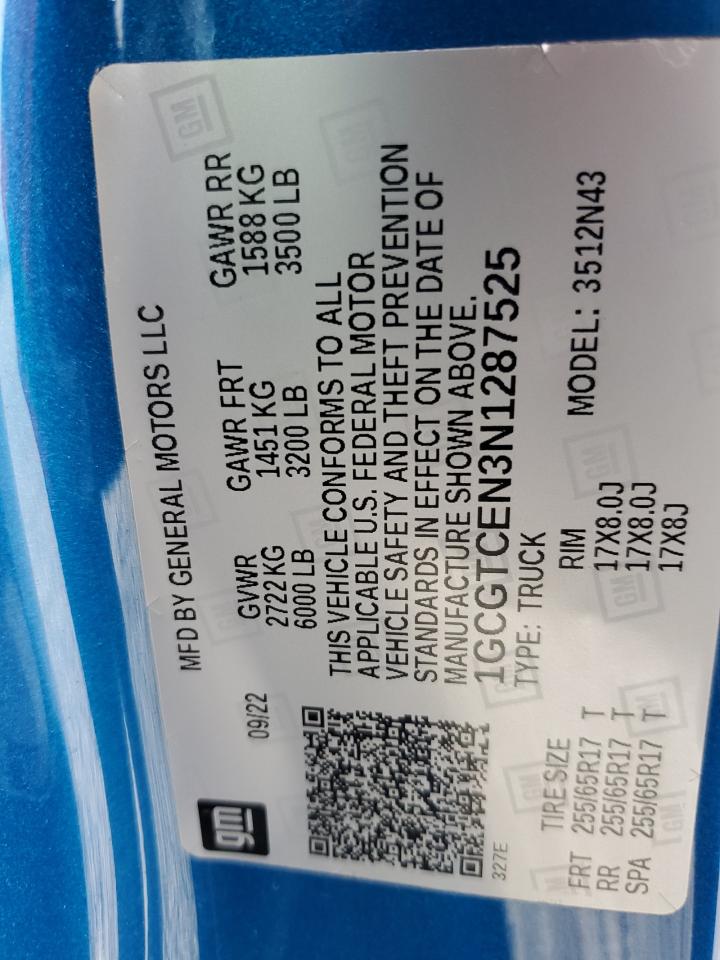 gm
09/22
MFD BY GENERAL MOTORS LLC
GVWR GAWR FRT GAWR RR
2722 KG 1451 KG 1588 KG
6000 LB 3200 LB 3500 LB
THIS VEHICLE CONFORMS TO ALL
APPLICABLE U.S. FEDERAL MOTOR
VEHICLE SAFETY AND THEFT PREVENTION
STANDARDS IN EFFECT ON THE DATE OF
MANUFACTURE SHOWN ABOVE.
1GCGTCEN3N1287525
327E
TYPE: TRUCK
TIRE SIZE RIM MODEL: 3512N43
FRT 255/65R17 T 17X8.0J
RR 255/65R17 T 17X8.0J
SPA 255/65R17 T 17X8J